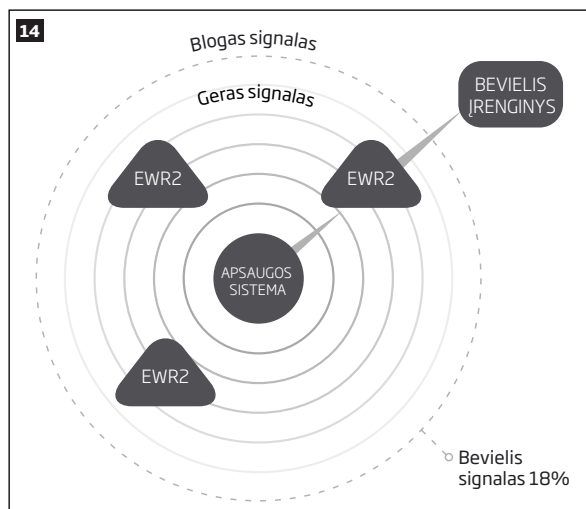 14
Blogas signalas
Geras signalas
BEVIELIS
ĮRENGINYS
EWR2
EWR2
APSAUGOS
SISTEMA
EWR2
Bevielis
signalas 18%